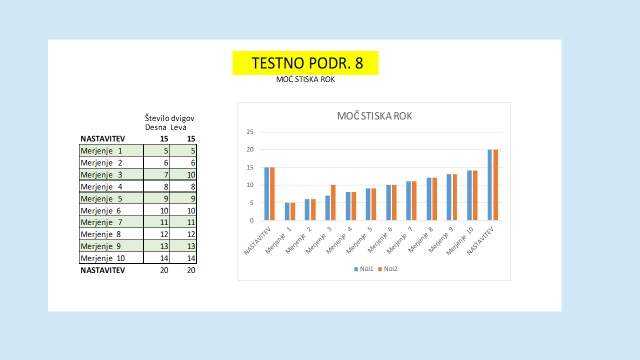 TESTNO PODR. 8
MOČ STISKA ROK
Število dvigov
Desna Leva
NASTAVITEV 15 15
Merjenje 1 5 5
Merjenje 2 6 6
Merjenje 3 7 10
Merjenje 4 8 8
Merjenje 5 9 9
Merjenje 6 10 10
Merjenje 7 11 11
Merjenje 8 12 12
Merjenje 9 13 13
Merjenje 10 14 14
NASTAVITEV 20 20
MOČ STISKA ROK
25
20
15
10
5
0
NASTAVITEV
Merjenje 1
Merjenje 2
Merjenje 3
Merjenje 4
Merjenje 5
Merjenje 6
Merjenje 7
Merjenje 8
Merjenje 9
Merjenje 10
NASTAVITEV
Niz1 Niz2